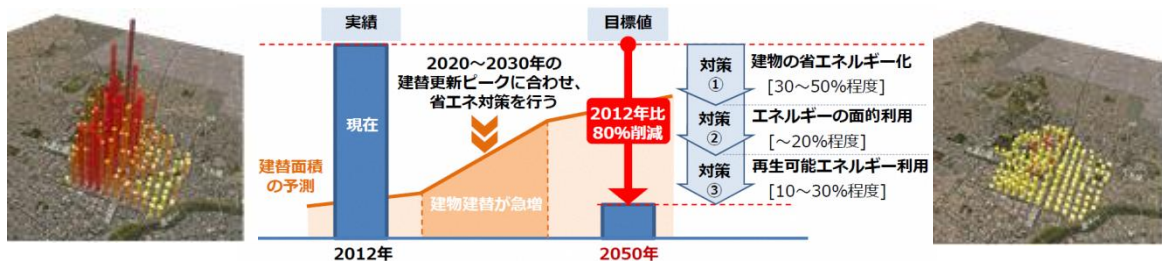 実績
目標値
2020～2030年の
建替更新ピークに合わせ、
省エネ対策を行う
現在
建替面積
の予測
建物建替が急増
2012年比
80%削減
対策
①
建物の省エネルギー化
[30～50%程度]
対策
②
エネルギーの面的利用
[～20%程度]
対策
③
再生可能エネルギー利用
[10～30%程度]
2012年
2050年